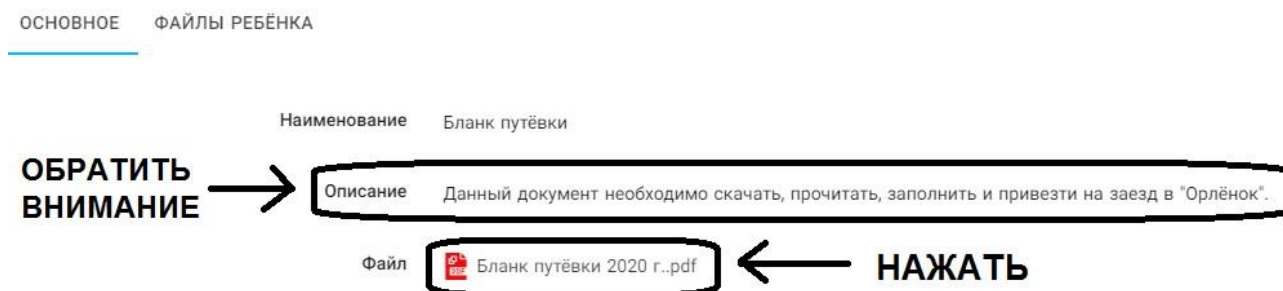 ОСНОВНОЕ ФАЙЛЫ РЕБЁНКА
Наименование Бланк путёвки
ОБРАТИТЬ
ВНИМАНИЕ
Описание Данный документ необходимо скачать, прочитать, заполнить и привезти на заезд в "Орлёнок".
Файл Бланк путёвки 2020 г..pdf НАЖАТЬ